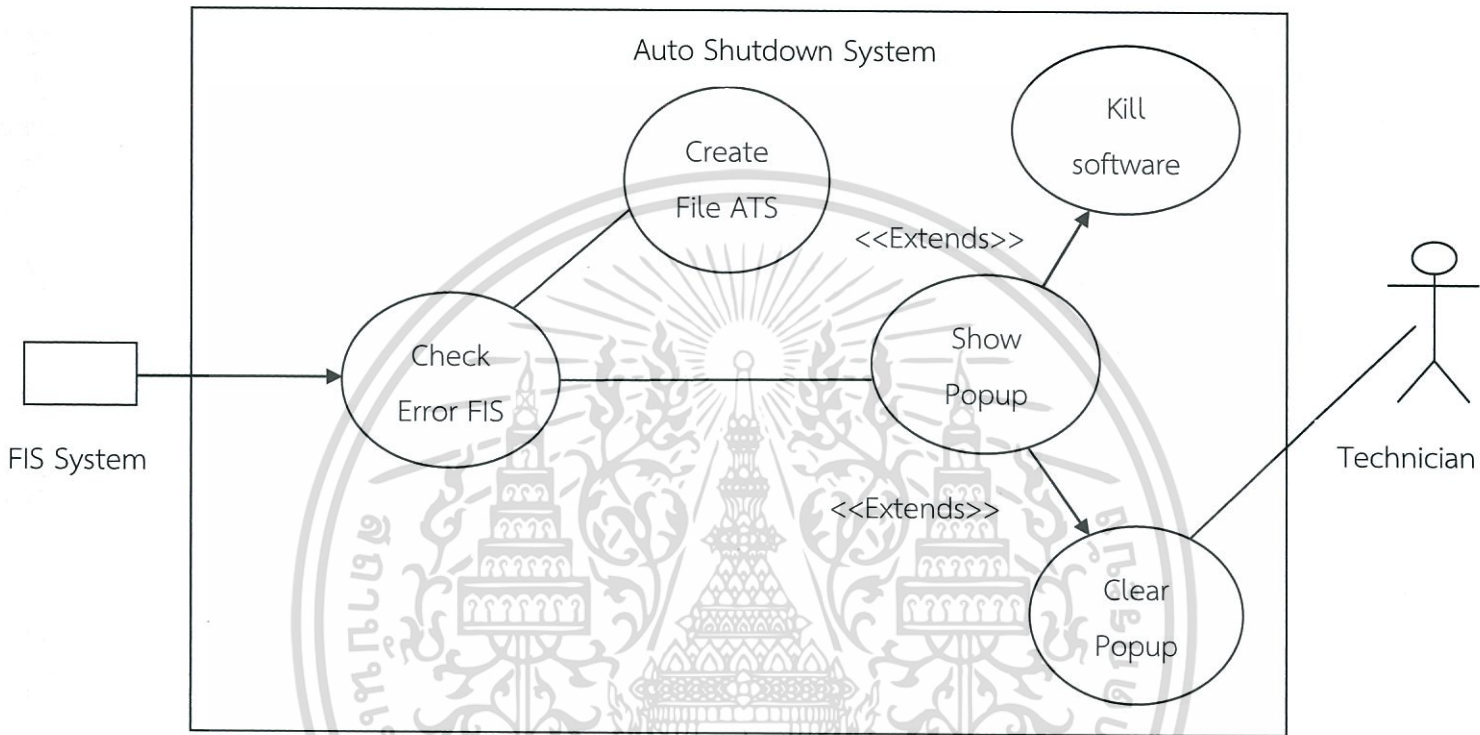 Auto Shutdown System
Kill
software
Create
File ATS
<<Extends>>
Show
Popup
Check
Error FIS
FIS System
Technician
<<Extends>>
Clear
Popup